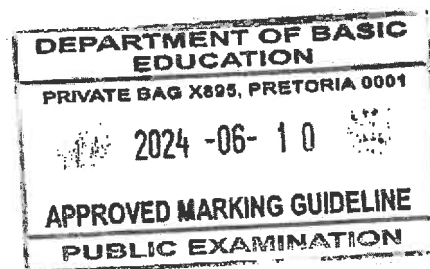 DEPARTMENT OF BASIC
EDUCATION
PRIVATE BAG X895, PRETORIA 0001
2024 -06- 10
APPROVED MARKING GUIDELINE
PUBLIC EXAMINATION